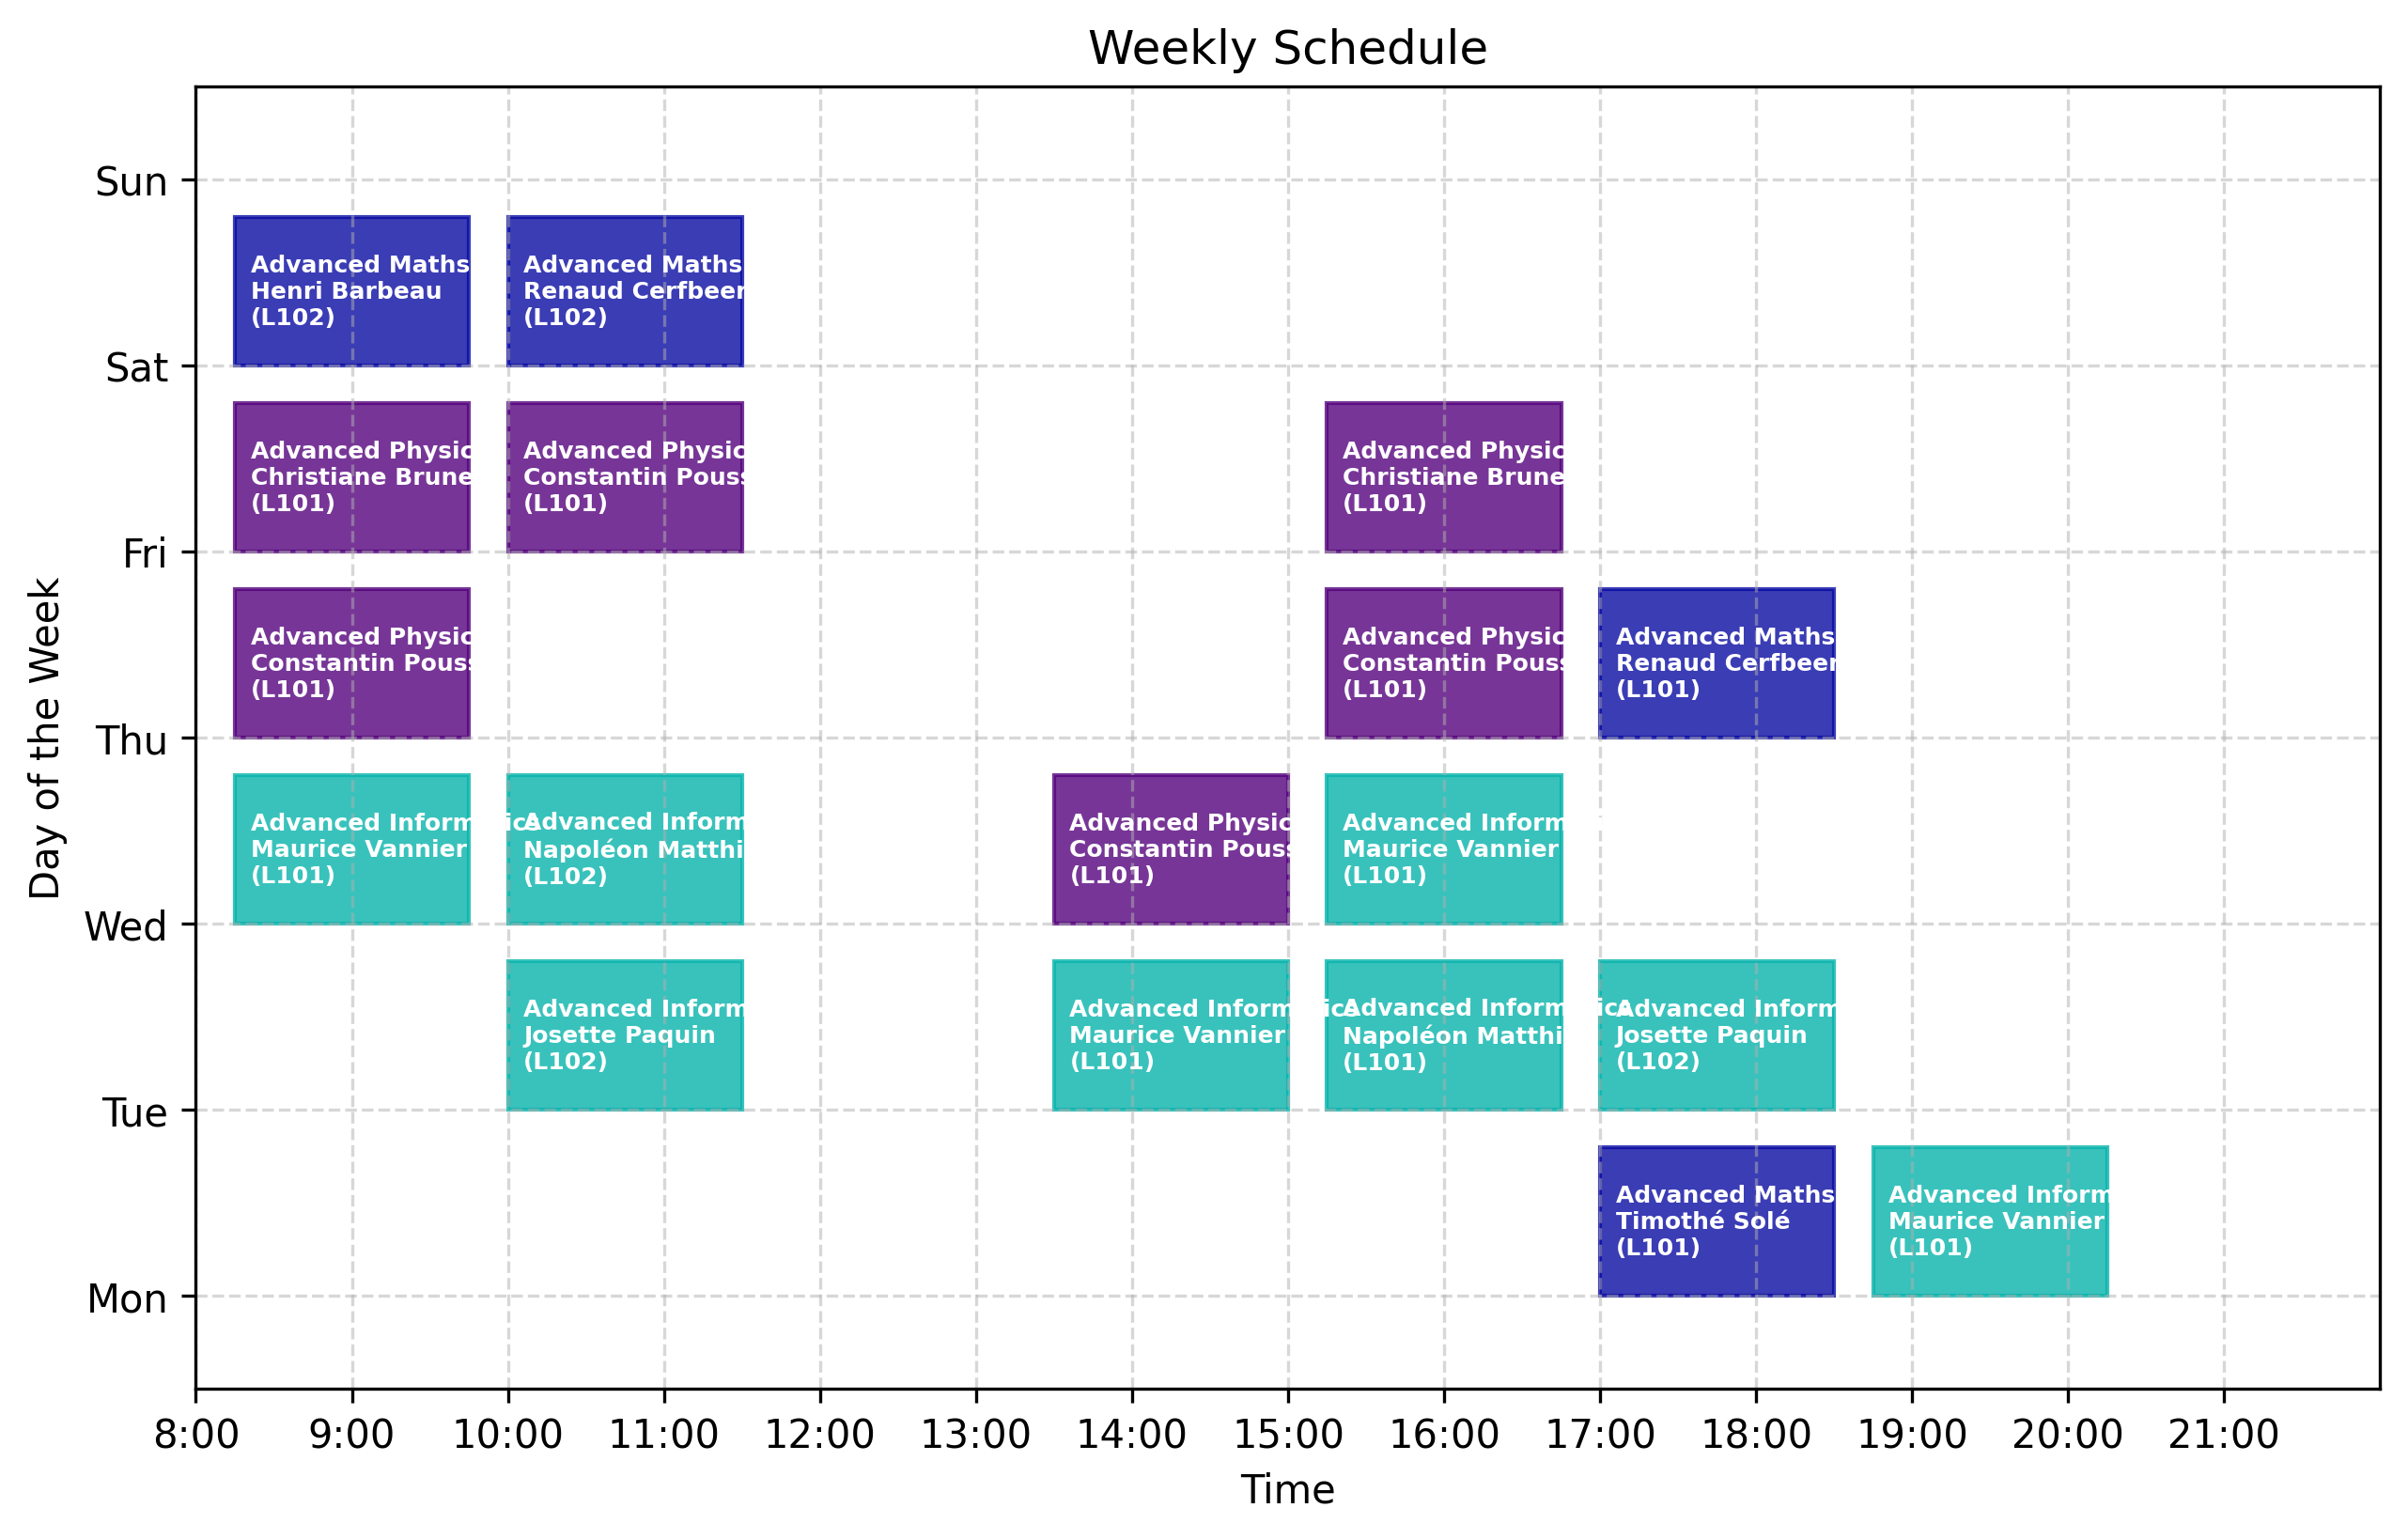 Weekly Schedule
Day of the Week
Sun
Advanced Maths
Henri Barbeau
(L102)
Advanced Maths
Renaud Cerfbeer
(L102)
Sat
Advanced Physic
Christiane Brune
(L101)
Advanced Physic
Constantin Pouss
(L101)
Advanced Physic
Christiane Brune
(L101)
Fri
Advanced Physic
Constantin Pouss
(L101)
Advanced Physic
Constantin Pouss
(L101)
Advanced Maths
Renaud Cerfbeer
(L101)
Thu
Advanced Inform
Maurice Vannier
(L101)
Advanced Inform
Napoléon Matthi
(L102)
Advanced Physic
Constantin Pouss
(L101)
Advanced Inform
Maurice Vannier
(L101)
Wed
Advanced Inform
Josette Paquin
(L102)
Advanced Inform
Maurice Vannier
(L101)
Advanced Inform
Napoléon Matthi
(L101)
Advanced Inform
Josette Paquin
(L102)
Tue
Advanced Maths
Timothé Solé
(L101)
Advanced Inform
Maurice Vannier
(L101)
Mon
8:00 9:00 10:00 11:00 12:00 13:00 14:00 15:00 16:00 17:00 18:00 19:00 20:00 21:00
Time